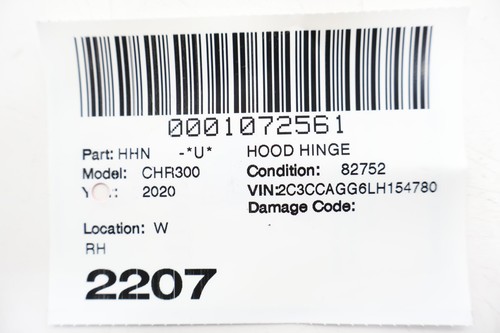 0001072561
Part: HHN -*U* HOOD HINGE
Model: CHR300 Condition: 82752
2020 VIN:2C3CCAGG6LH154780
Damage Code:
Location: W
RH
2207